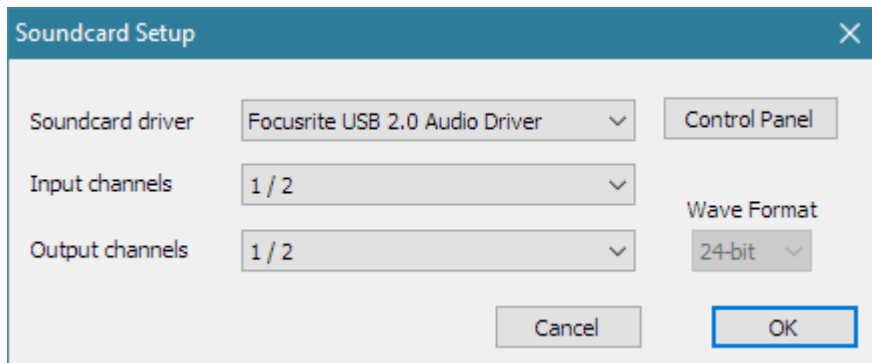 Soundcard Setup
Soundcard driver Focusrite USB 2.0 Audio Driver Control Panel
Input channels 1 / 2
Wave Format
Output channels 1 / 2 24-bit
Cancel OK